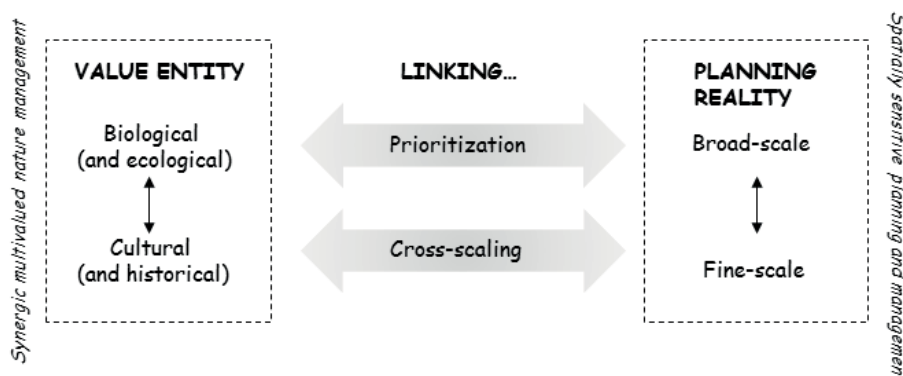 Synergic multivalued nature management
VALUE ENTITY
Biological
(and ecological)
Cultural
(and historical)
LINKING...
Prioritization
Cross-scaling
PLANNING
REALITY
Broad-scale
Fine-scale
Spatially sensitive planning and managemen